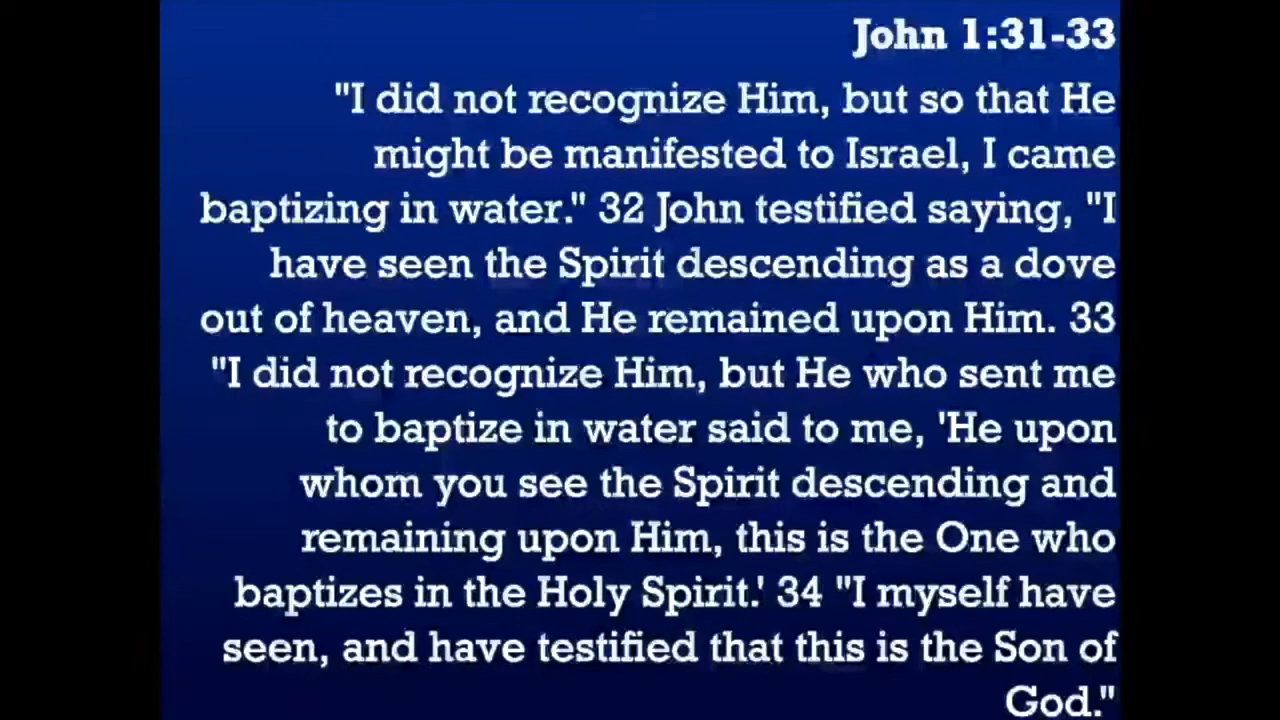 John 1:31-33
"I did not recognize Him, but so that He
might be manifested to Israel, I came
baptizing in water." 32 John testified saying, "I
have seen the Spirit descending as a dove
out of heaven, and He remained upon Him. 33
"I did not recognize Him, but He who sent me
to baptize in water said to me, 'He upon
whom you see the Spirit descending and
remaining upon Him, this is the One who
baptizes in the Holy Spirit.' 34 "I myself have
seen, and have testified that this is the Son of
God."